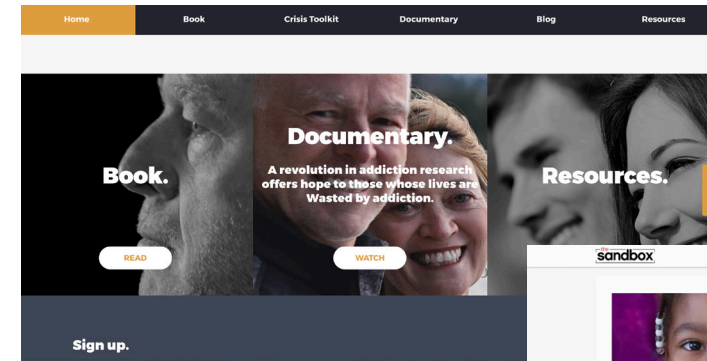 Home Book Crisis Toolkit Documentary Blog Resources
Book.
READ
Documentary.
A revolution in addiction research
offers hope to those whose lives are
Wasted by addiction.
WATCH
Resources.
the
sandbox
Sign up.